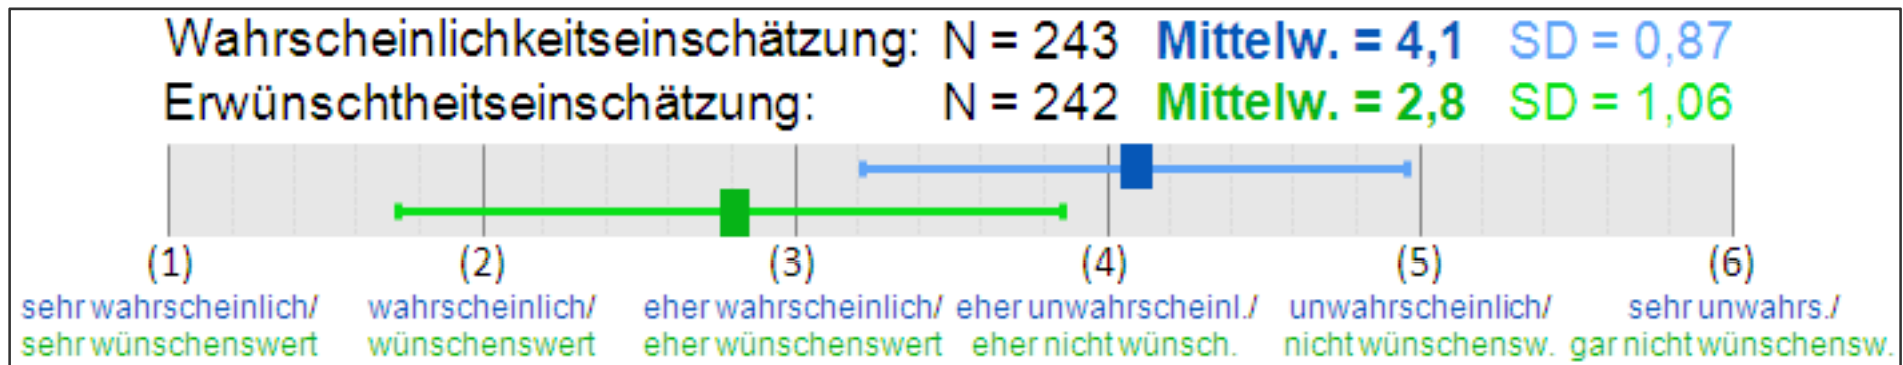 Wahrscheinlichkeitseinschätzung: N = 243 Mittelw. = 4,1 SD = 0,87
Erwünschtheitseinschätzung: N = 242 Mittelw. = 2,8 SD = 1,06
(1) (2) (3) (4) (5) (6)
sehr wahrscheinlich/ wahrscheinlich/ eher wahrscheinlich/ eher unwahrscheinl./ unwahrscheinlich/ sehr unwahrs./
sehr wünschenswert wünschenswert eher wünschenswert eher nicht wünsch. nicht wünschensw. gar nicht wünschensw.